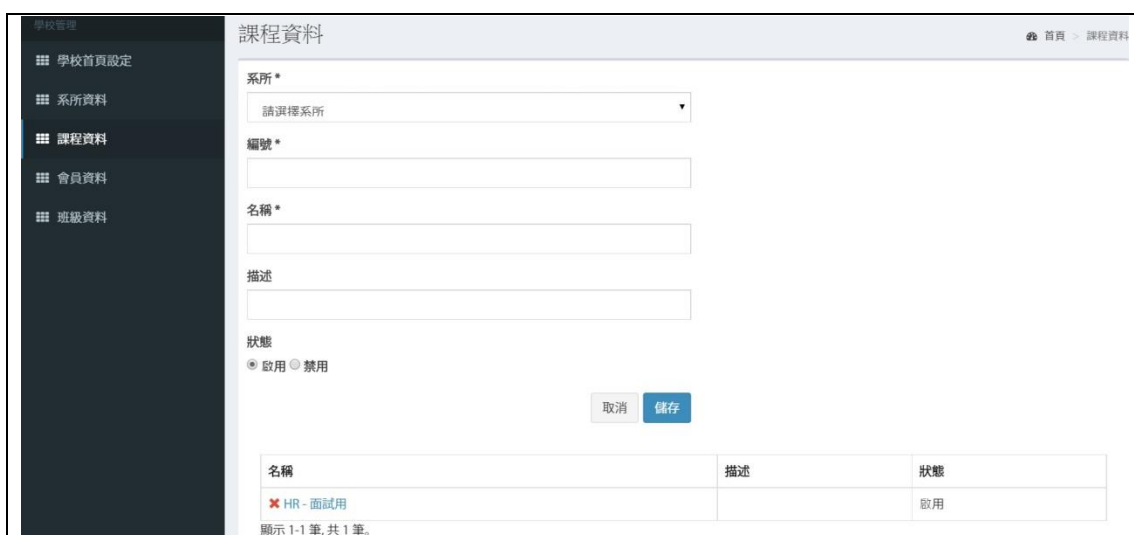 學校管理
學校首頁設定
系所資料
課程資料
會員資料
班級資料
課程資料
首頁 > 課程資料
系所 *
請選擇系所
編號 *
名稱 *
描述
狀態
啟用 禁用
取消 儲存
名稱 描述 狀態
HR - 面試用 啟用
顯示 1-1 筆, 共 1 筆。